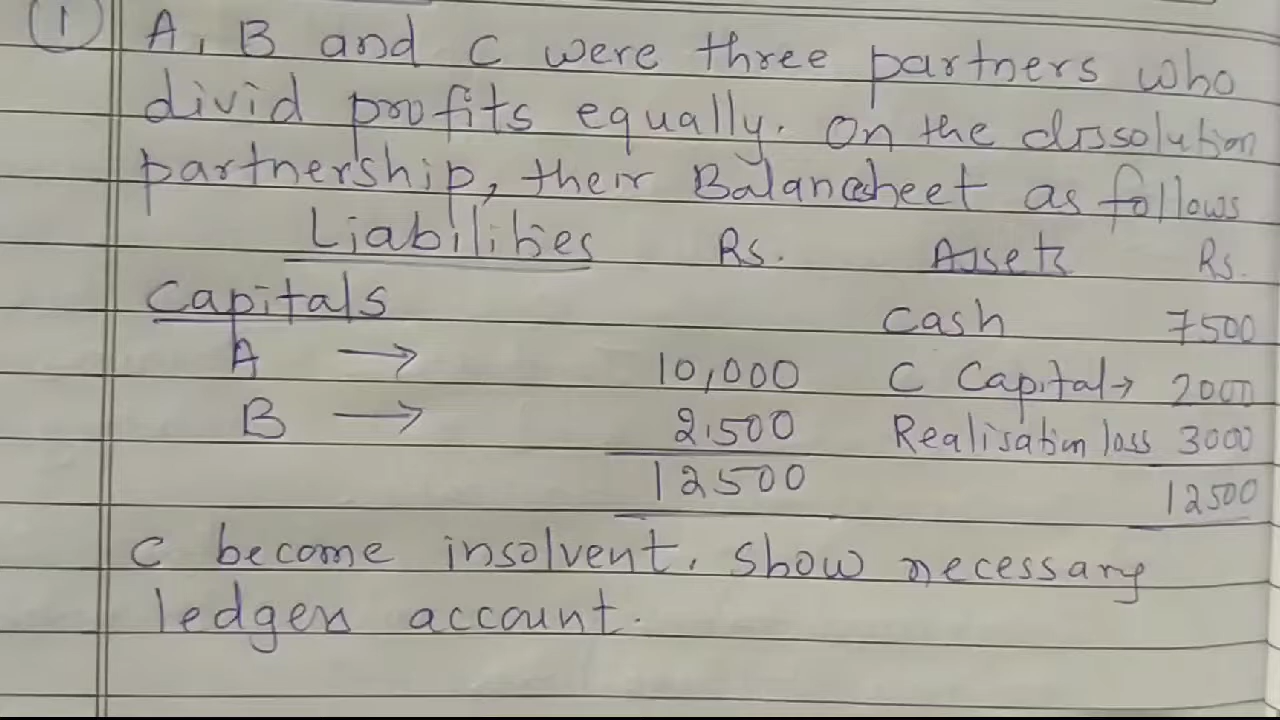 (1) A, B and C were three partners who
divid profits equally. On the dissolution
partnership, their Balancesheet as follows
Liabilities Rs. Assets Rs.
Capitals Cash 7500
A → 10,000 C Capital → 2000
B → 2,500 Realisation loss 3000
12500 12500
C become insolvent. Show necessary
ledger account.